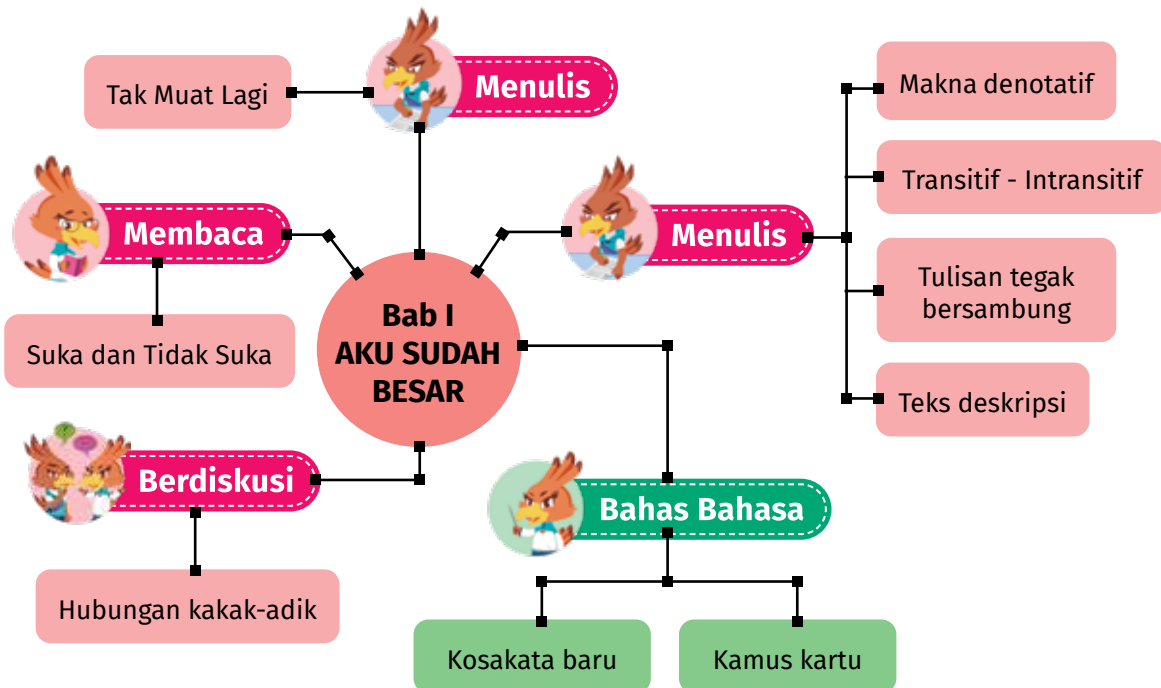 Tak Muat Lagi
Menulis
Membaca
Suka dan Tidak Suka
Bab I
AKU SUDAH
BESAR
Menulis
Makna denotatif
Transitif - Intransitif
Tulisan tegak
bersambung
Teks deskripsi
Berdiskusi
Hubungan kakak-adik
Bahas Bahasa
Kosakata baru
Kamus kartu